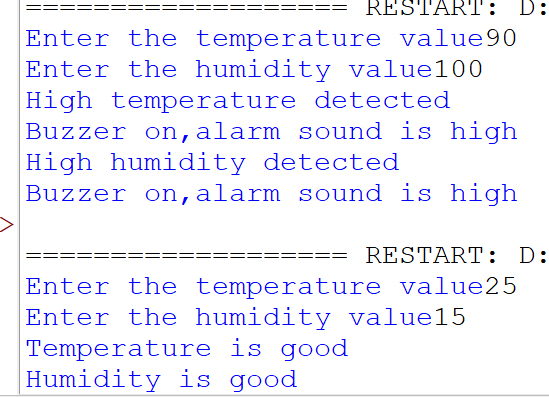 =================== RESTART: D:
Enter the temperature value90
Enter the humidity value100
High temperature detected
Buzzer on,alarm sound is high
High humidity detected
Buzzer on,alarm sound is high
>
=================== RESTART: D:
Enter the temperature value25
Enter the humidity value15
Temperature is good
Humidity is good